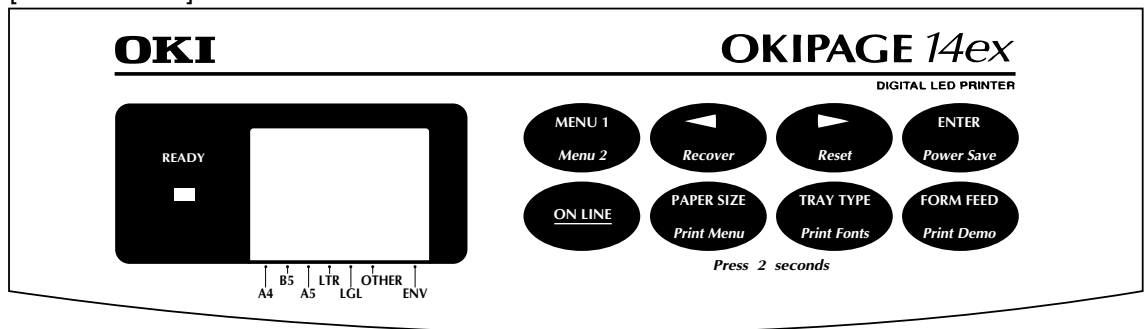 OKI
OKIPAGE 14ex
DIGITAL LED PRINTER
READY
MENU 1
Menu 2
Recover
Reset
ENTER
Power Save
ON LINE
PAPER SIZE
Print Menu
TRAY TYPE
Print Fonts
FORM FEED
Print Demo
Press 2 seconds
A4 B5 A5 LTR LGL OTHER ENV